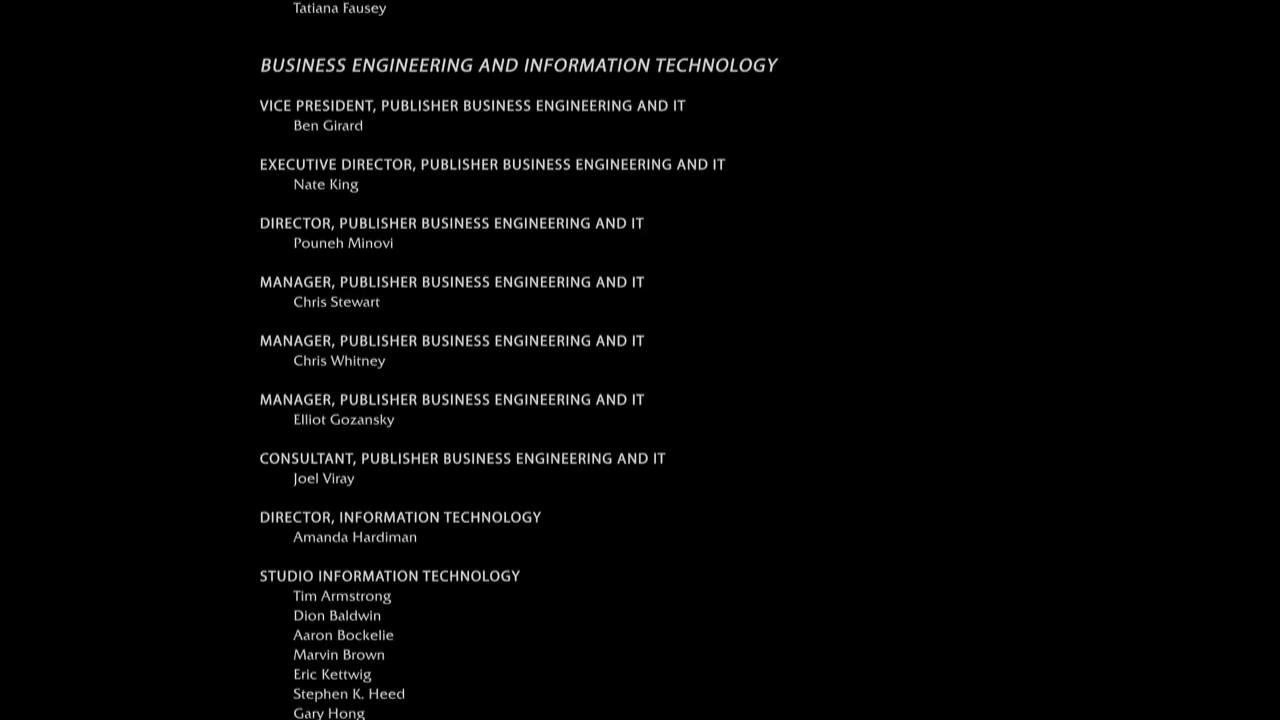 Tatiana Fausey
BUSINESS ENGINEERING AND INFORMATION TECHNOLOGY
VICE PRESIDENT, PUBLISHER BUSINESS ENGINEERING AND IT
Ben Girard
EXECUTIVE DIRECTOR, PUBLISHER BUSINESS ENGINEERING AND IT
Nate King
DIRECTOR, PUBLISHER BUSINESS ENGINEERING AND IT
Pouneh Minovi
MANAGER, PUBLISHER BUSINESS ENGINEERING AND IT
Chris Stewart
MANAGER, PUBLISHER BUSINESS ENGINEERING AND IT
Chris Whitney
MANAGER, PUBLISHER BUSINESS ENGINEERING AND IT
Elliot Gozansky
CONSULTANT, PUBLISHER BUSINESS ENGINEERING AND IT
Joel Viray
DIRECTOR, INFORMATION TECHNOLOGY
Amanda Hardiman
STUDIO INFORMATION TECHNOLOGY
Tim Armstrong
Dion Baldwin
Aaron Bockelie
Marvin Brown
Eric Kettwig
Stephen K. Heed
Gary Hong